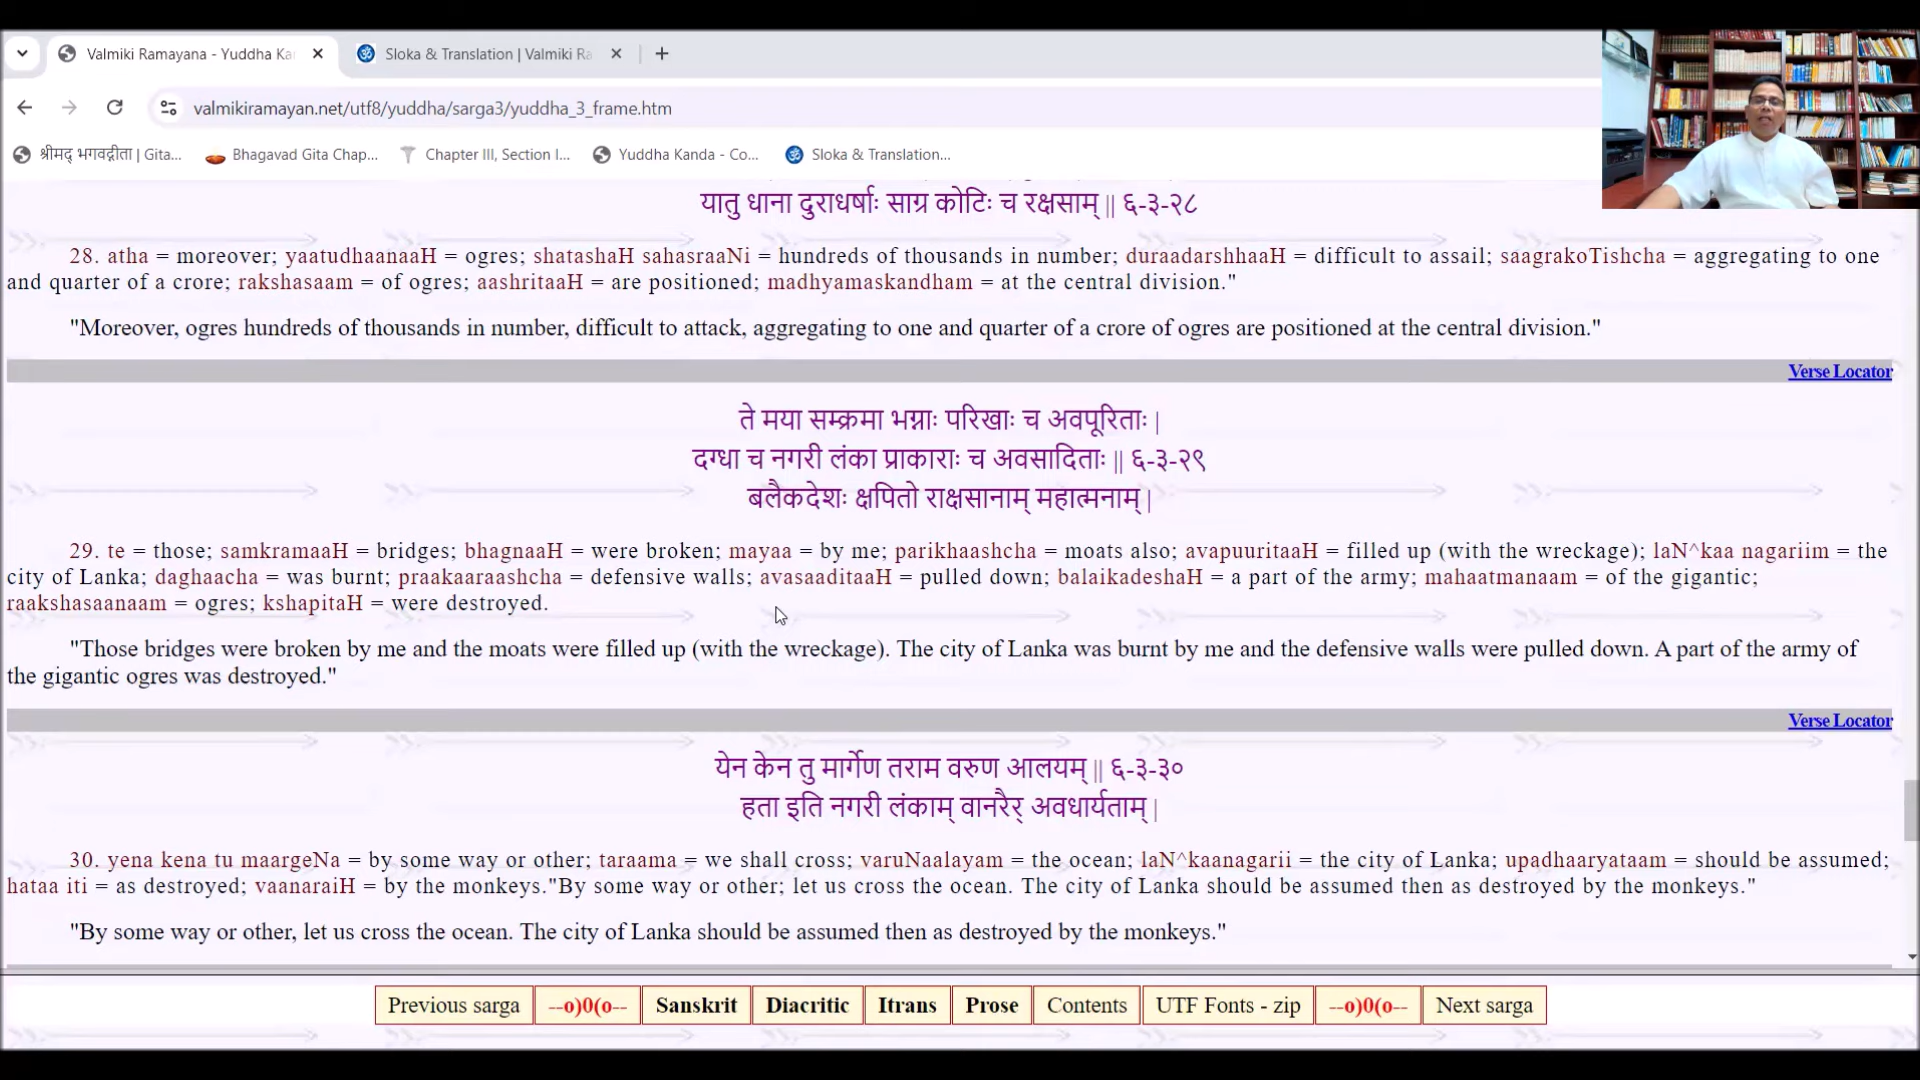 Valmiki Ramayana - Yuddha Ka
Sloka & Translation | Valmiki Ra
valmikiramayan.net/utf8/yuddha/sarga3/yuddha_3_frame.htm
श्रीमद् भगवद्गीता | Gita... Bhagavad Gita Chap... Chapter III, Section I... Yuddha Kanda - Co... Sloka & Translation...
यातु धाना दुराधर्षाः साग्र कोटिः च रक्षसाम् || ६-३-२८
28. atha = moreover; yaatudhaanaaH = ogres; shatashaH sahasraaNi = hundreds of thousands in number; duraadarshhaaH = difficult to assail; saagrakoTishcha = aggregating to one
and quarter of a crore; rakshasaam = of ogres; aashritaaH = are positioned; madhyamaskandham = at the central division."
"Moreover, ogres hundreds of thousands in number, difficult to attack, aggregating to one and quarter of a crore of ogres are positioned at the central division."
Verse Locator
ते मया सम्क्रमा भग्नाः परिखाः च अवपूरिताः |
दग्धा च नगरी लंका प्राकाराः च अवसादिताः || ६-३-२९
बलैकदेशः क्षपितो राक्षसानाम् महात्मनाम् |
29. te = those; samkramaaH = bridges; bhagnaaH = were broken; mayaa = by me; parikhaashcha = moats also; avapuuritaaH = filled up (with the wreckage); laN^kaa nagariim = the
city of Lanka; daghaacha = was burnt; praakaaraashcha = defensive walls; avasaaditaaH = pulled down; balaikadeshaH = a part of the army; mahaatmanaam = of the gigantic;
raakshasaanaam = ogres; kshapitaH = were destroyed.
"Those bridges were broken by me and the moats were filled up (with the wreckage). The city of Lanka was burnt by me and the defensive walls were pulled down. A part of the army of
the gigantic ogres was destroyed."
Verse Locator
येन केन तु मार्गेण तराम वरुण आलयम् || ६-३-३०
हता इति नगरी लंकाम् वानरैर् अवधार्यताम् |
30. yena kena tu maargeNa = by some way or other; taraama = we shall cross; varuNaalayam = the ocean; laN^kaanagarii = the city of Lanka; upadhaaryataam = should be assumed;
hataa iti = as destroyed; vaanaraiH = by the monkeys."By some way or other; let us cross the ocean. The city of Lanka should be assumed then as destroyed by the monkeys."
"By some way or other, let us cross the ocean. The city of Lanka should be assumed then as destroyed by the monkeys."
Previous sarga --o)0(o-- Sanskrit Diacritic Itrans Prose Contents UTF Fonts - zip --o)0(o-- Next sarga